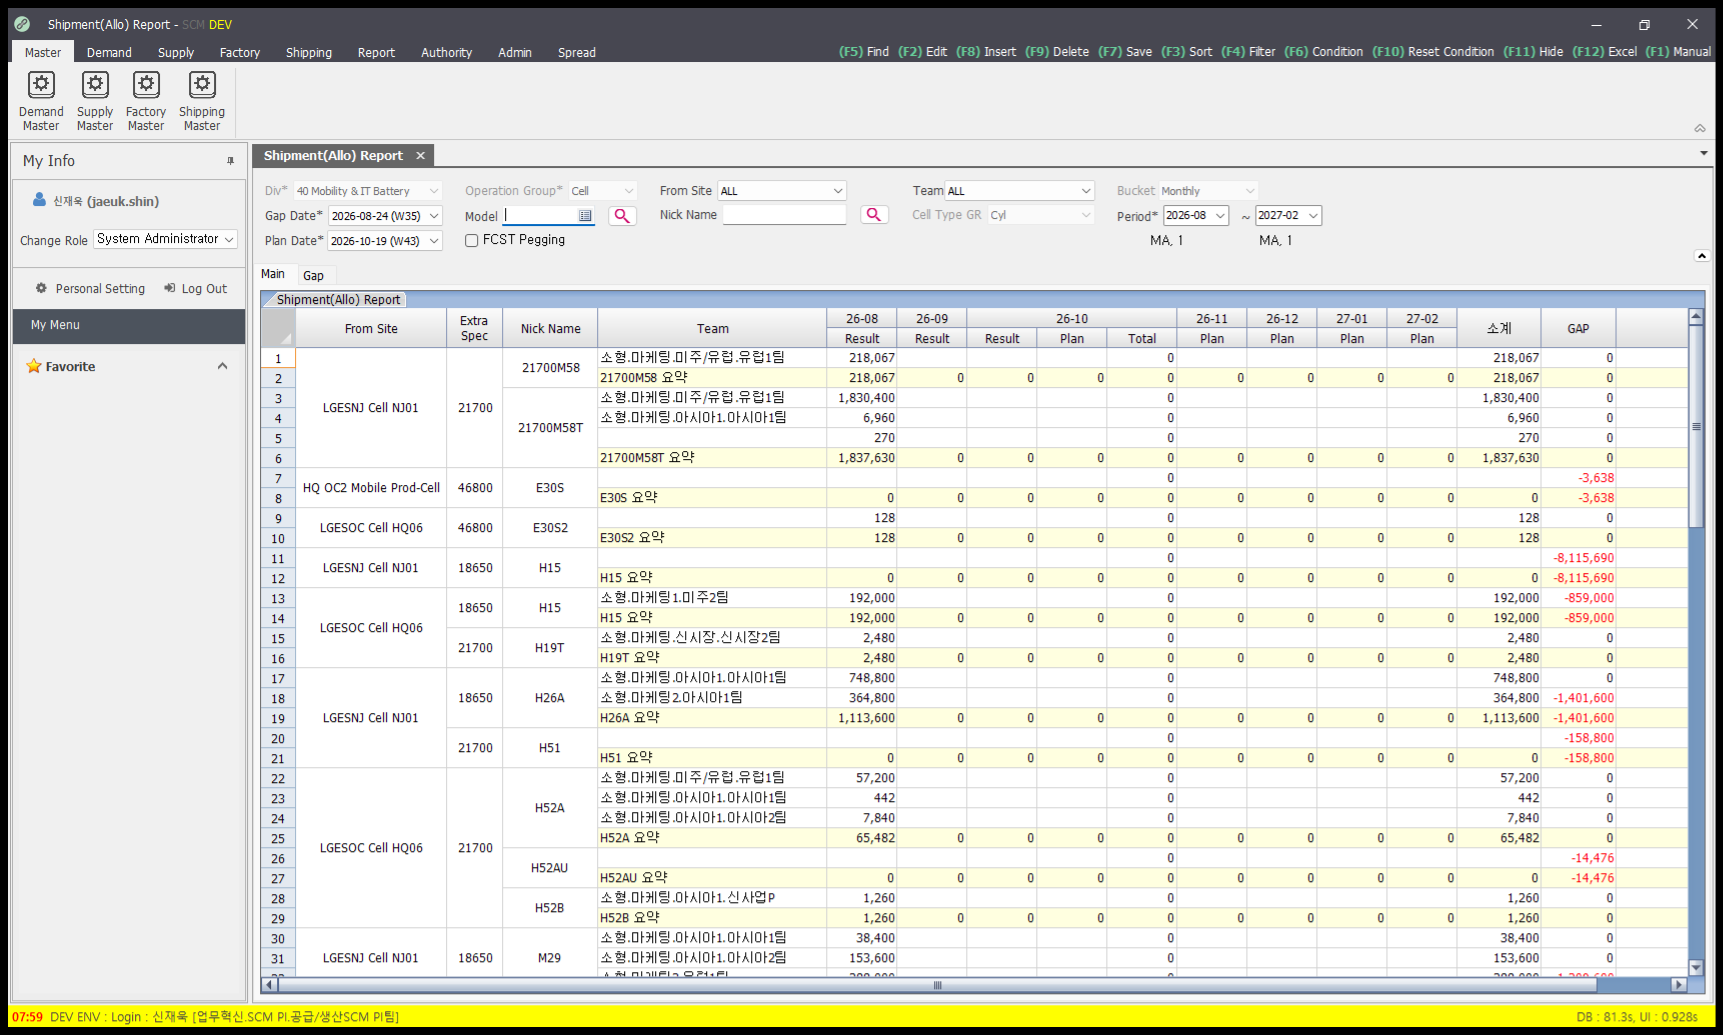 Shipment(Allo) Report - SCM DEV
Master Demand Supply Factory Shipping Report Authority Admin Spread (F5) Find (F2) Edit (F8) Insert (F9) Delete (F7) Save (F3) Sort (F4) Filter (F6) Condition (F10) Reset Condition (F11) Hide (F12) Excel (F1) Manual
Demand Master Supply Master Factory Master Shipping Master
My Info
신재욱 (jaeuk.shin)
Change Role System Administrator
Personal Setting Log Out
My Menu
Favorite
Shipment(Allo) Report
Div* 40 Mobility & IT Battery Operation Group* Cell From Site ALL Team ALL Bucket Monthly
Gap Date* 2026-08-24 (W35) Model Nick Name Cell Type GR Cyl Period* 2026-08 ~ 2027-02
Plan Date* 2026-10-19 (W43) FCST Pegging MA, 1 MA, 1
Main Gap
Shipment(Allo) Report
From Site Extra Spec Nick Name Team 26-08 26-09 26-10 26-11 26-12 27-01 27-02 소계 GAP
Result Result Result Plan Total Plan Plan Plan Plan
1 LGESNJ Cell NJ01 21700 21700M58 소형.마케팅.미주/유럽.유럽1팀 218,067 0 218,067 0
2 21700M58 요약 218,067 0 0 0 0 0 0 0 0 218,067 0
3 21700M58T 소형.마케팅.미주/유럽.유럽1팀 1,830,400 0 1,830,400 0
4 소형.마케팅.아시아1.아시아1팀 6,960 0 6,960 0
5 270 0 270 0
6 21700M58T 요약 1,837,630 0 0 0 0 0 0 0 0 1,837,630 0
7 HQ OC2 Mobile Prod-Cell 46800 E30S 0 -3,638
8 E30S 요약 0 0 0 0 0 0 0 0 0 0 -3,638
9 LGESOC Cell HQ06 46800 E30S2 128 0 128 0
10 E30S2 요약 128 0 0 0 0 0 0 0 0 128 0
11 LGESNJ Cell NJ01 18650 H15 0 -8,115,690
12 H15 요약 0 0 0 0 0 0 0 0 0 0 -8,115,690
13 LGESOC Cell HQ06 18650 H15 소형.마케팅1.미주2팀 192,000 0 192,000 -859,000
14 H15 요약 192,000 0 0 0 0 0 0 0 0 192,000 -859,000
15 21700 H19T 소형.마케팅.신시장.신시장2팀 2,480 0 2,480 0
16 H19T 요약 2,480 0 0 0 0 0 0 0 0 2,480 0
17 LGESNJ Cell NJ01 18650 H26A 소형.마케팅.아시아1.아시아1팀 748,800 0 748,800 0
18 소형.마케팅2.아시아1팀 364,800 0 364,800 -1,401,600
19 H26A 요약 1,113,600 0 0 0 0 0 0 0 0 1,113,600 -1,401,600
20 21700 H51 0 -158,800
21 H51 요약 0 0 0 0 0 0 0 0 0 0 -158,800
22 LGESOC Cell HQ06 21700 H52A 소형.마케팅.미주/유럽.유럽1팀 57,200 0 57,200 0
23 소형.마케팅.아시아1.아시아1팀 442 0 442 0
24 소형.마케팅.아시아1.아시아2팀 7,840 0 7,840 0
25 H52A 요약 65,482 0 0 0 0 0 0 0 0 65,482 0
26 H52AU 0 -14,476
27 H52AU 요약 0 0 0 0 0 0 0 0 0 0 -14,476
28 H52B 소형.마케팅.아시아1.신사업P 1,260 0 1,260 0
29 H52B 요약 1,260 0 0 0 0 0 0 0 0 1,260 0
30 LGESNJ Cell NJ01 18650 M29 소형.마케팅.아시아1.아시아1팀 38,400 0 38,400 0
31 소형.마케팅.아시아1.아시아2팀 153,600 0 153,600 0
07:59 DEV ENV : Login : 신재욱 [업무혁신.SCM PI.공급/생산SCM PI팀] DB : 81.3s, UI : 0.928s